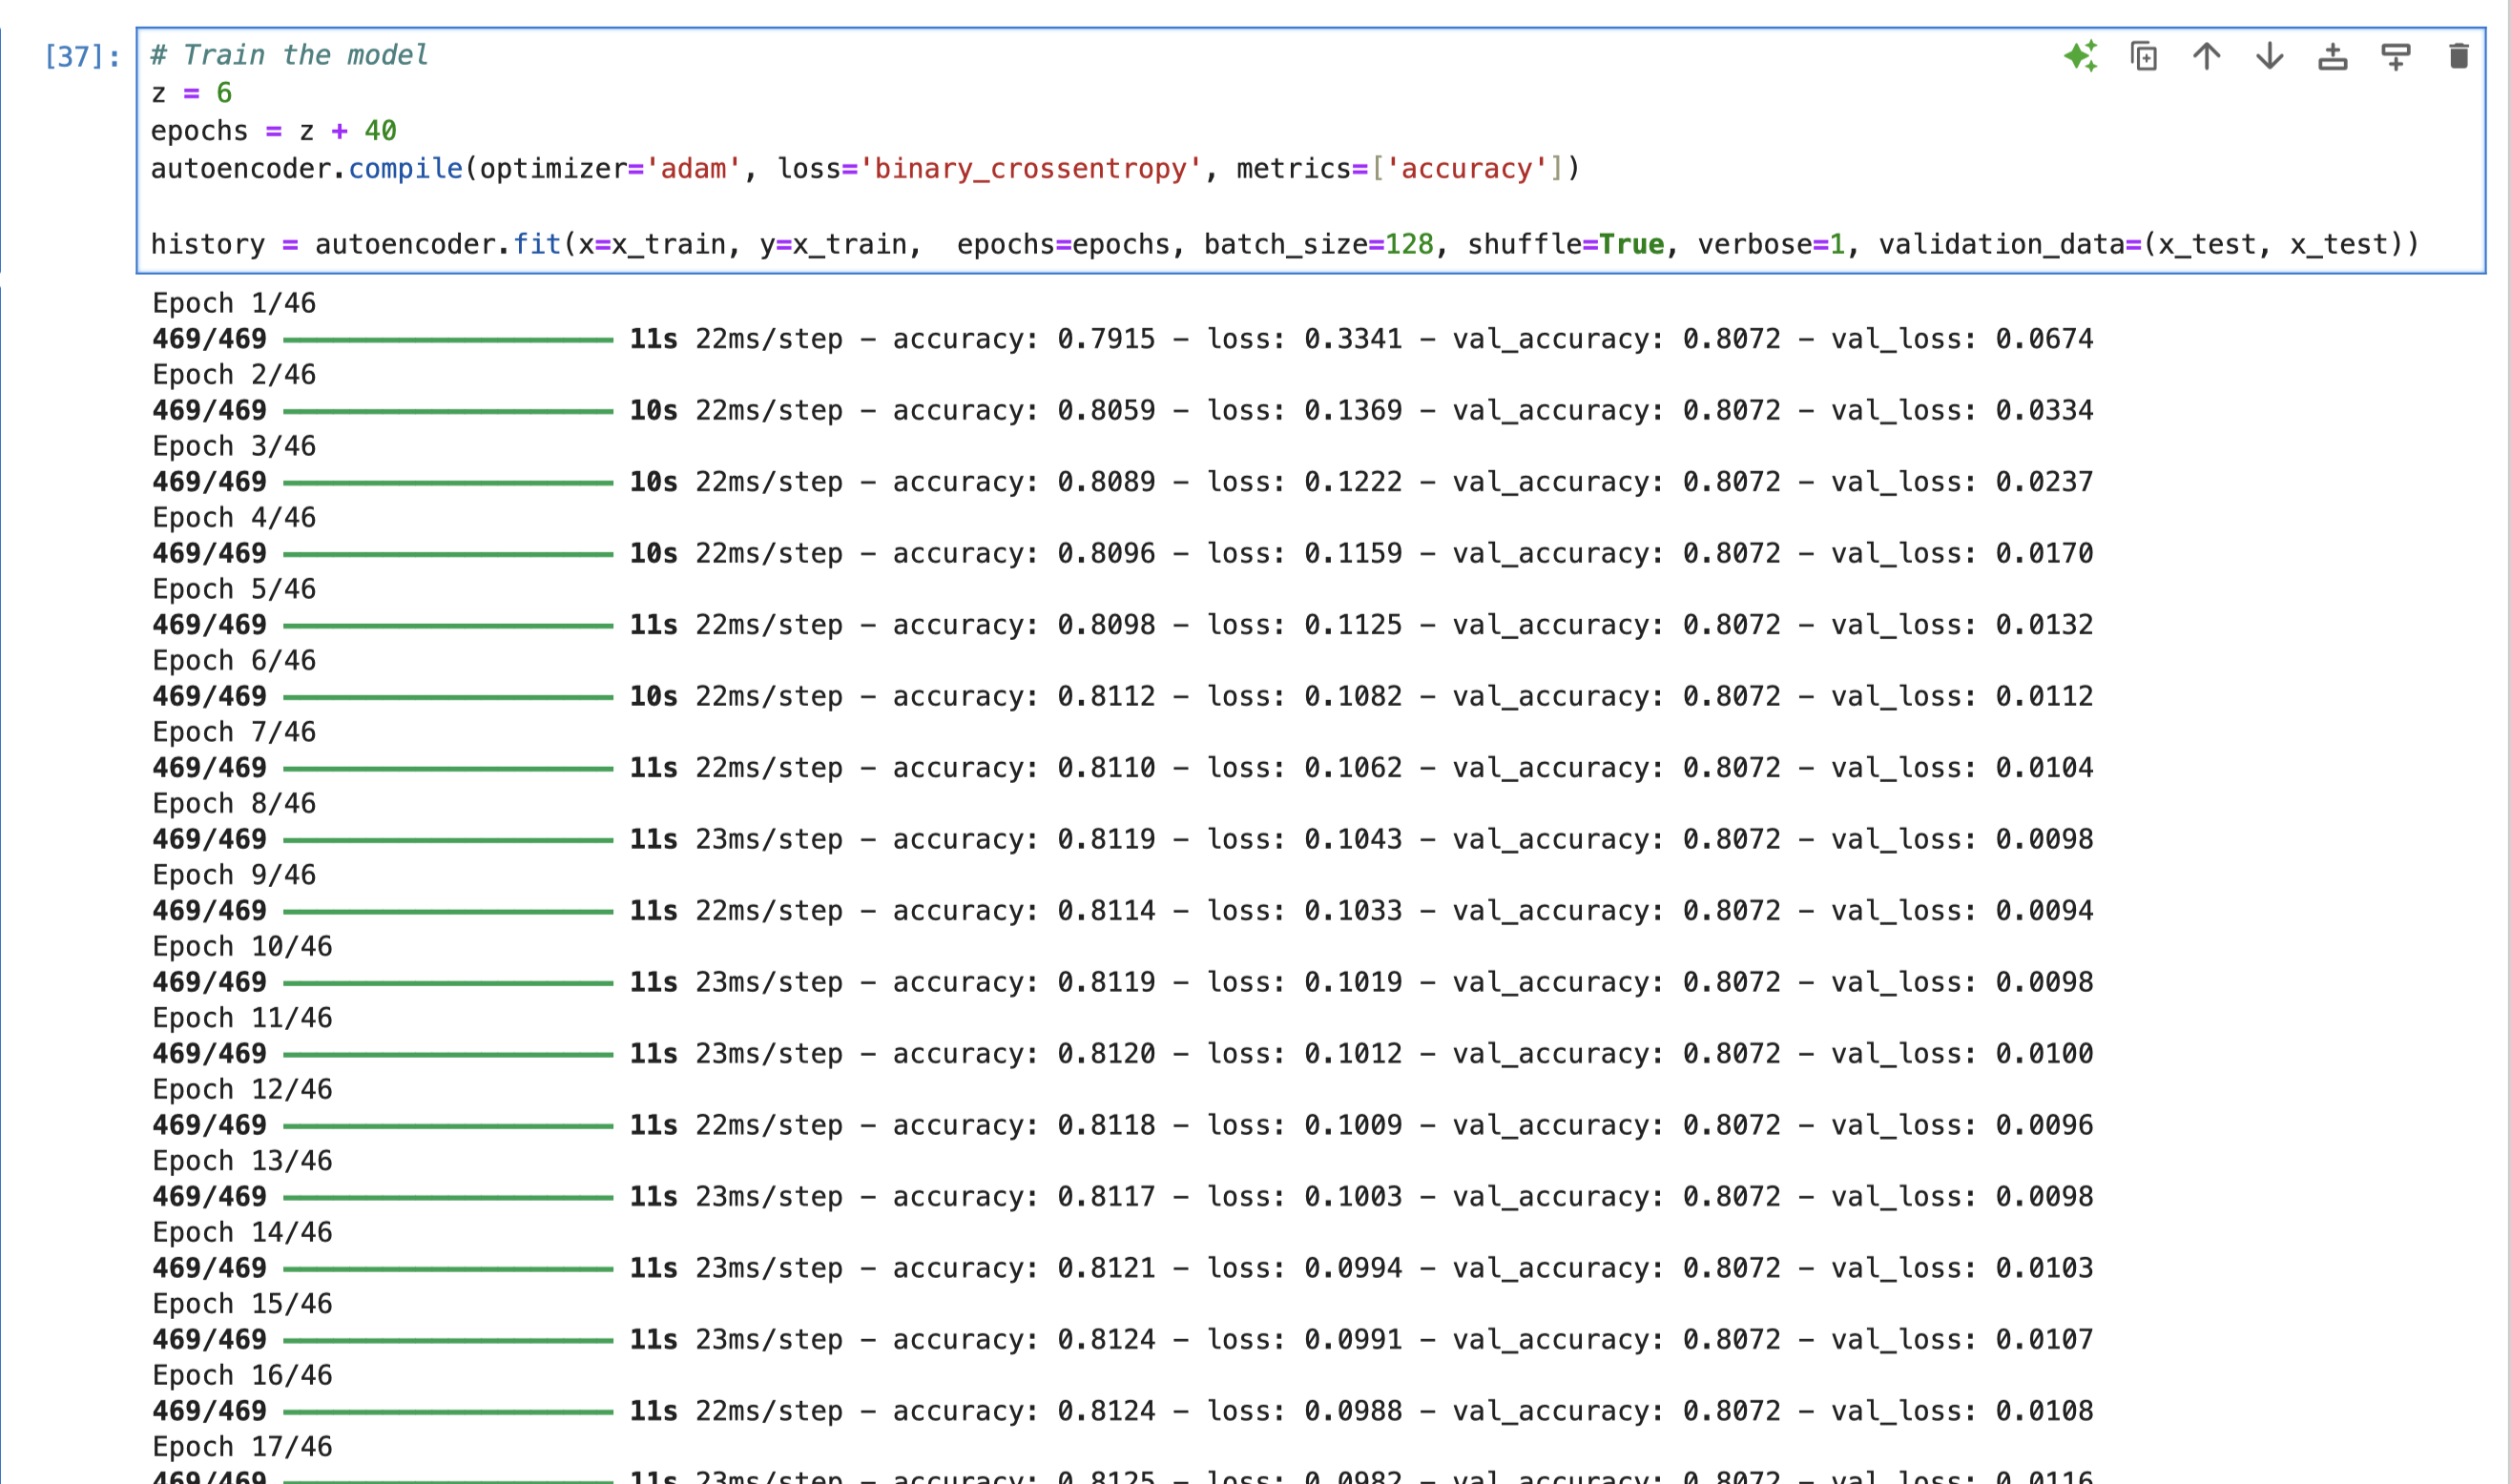 [37]: # Train the model
z = 6
epochs = z + 40
autoencoder.compile(optimizer='adam', loss='binary_crossentropy', metrics=['accuracy'])
history = autoencoder.fit(x=x_train, y=x_train,  epochs=epochs, batch_size=128, shuffle=True, verbose=1, validation_data=(x_test, x_test))
Epoch 1/46
469/469 11s 22ms/step - accuracy: 0.7915 - loss: 0.3341 - val_accuracy: 0.8072 - val_loss: 0.0674
Epoch 2/46
469/469 10s 22ms/step - accuracy: 0.8059 - loss: 0.1369 - val_accuracy: 0.8072 - val_loss: 0.0334
Epoch 3/46
469/469 10s 22ms/step - accuracy: 0.8089 - loss: 0.1222 - val_accuracy: 0.8072 - val_loss: 0.0237
Epoch 4/46
469/469 10s 22ms/step - accuracy: 0.8096 - loss: 0.1159 - val_accuracy: 0.8072 - val_loss: 0.0170
Epoch 5/46
469/469 11s 22ms/step - accuracy: 0.8098 - loss: 0.1125 - val_accuracy: 0.8072 - val_loss: 0.0132
Epoch 6/46
469/469 10s 22ms/step - accuracy: 0.8112 - loss: 0.1082 - val_accuracy: 0.8072 - val_loss: 0.0112
Epoch 7/46
469/469 11s 22ms/step - accuracy: 0.8110 - loss: 0.1062 - val_accuracy: 0.8072 - val_loss: 0.0104
Epoch 8/46
469/469 11s 23ms/step - accuracy: 0.8119 - loss: 0.1043 - val_accuracy: 0.8072 - val_loss: 0.0098
Epoch 9/46
469/469 11s 22ms/step - accuracy: 0.8114 - loss: 0.1033 - val_accuracy: 0.8072 - val_loss: 0.0094
Epoch 10/46
469/469 11s 23ms/step - accuracy: 0.8119 - loss: 0.1019 - val_accuracy: 0.8072 - val_loss: 0.0098
Epoch 11/46
469/469 11s 23ms/step - accuracy: 0.8120 - loss: 0.1012 - val_accuracy: 0.8072 - val_loss: 0.0100
Epoch 12/46
469/469 11s 22ms/step - accuracy: 0.8118 - loss: 0.1009 - val_accuracy: 0.8072 - val_loss: 0.0096
Epoch 13/46
469/469 11s 23ms/step - accuracy: 0.8117 - loss: 0.1003 - val_accuracy: 0.8072 - val_loss: 0.0098
Epoch 14/46
469/469 11s 23ms/step - accuracy: 0.8121 - loss: 0.0994 - val_accuracy: 0.8072 - val_loss: 0.0103
Epoch 15/46
469/469 11s 23ms/step - accuracy: 0.8124 - loss: 0.0991 - val_accuracy: 0.8072 - val_loss: 0.0107
Epoch 16/46
469/469 11s 22ms/step - accuracy: 0.8124 - loss: 0.0988 - val_accuracy: 0.8072 - val_loss: 0.0108
Epoch 17/46
469/469 11s 23ms/step - accuracy: 0.8125 - loss: 0.0982 - val_accuracy: 0.8072 - val_loss: 0.0116